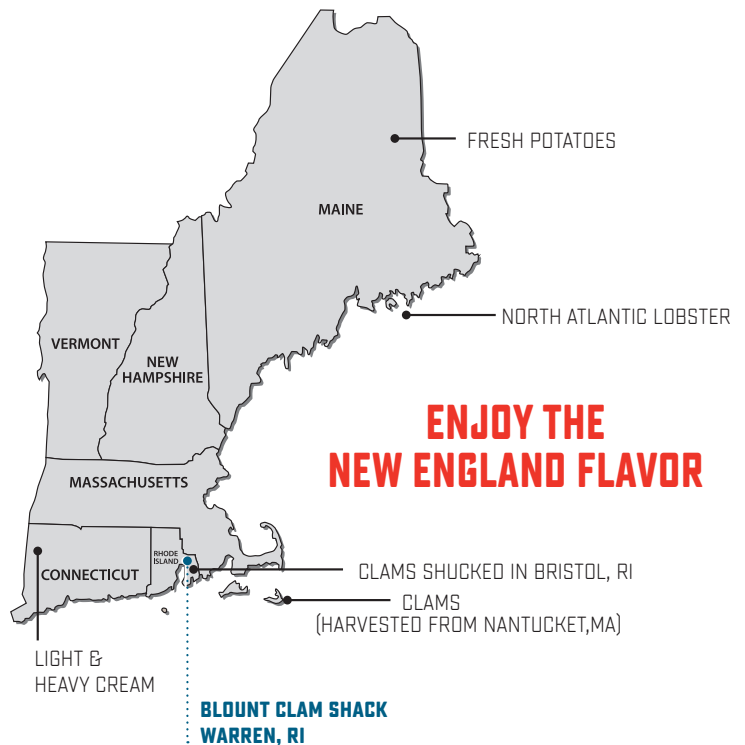 FRESH POTATOES
MAINE
NORTH ATLANTIC LOBSTER
VERMONT
NEW
HAMPSHIRE
ENJOY THE
NEW ENGLAND FLAVOR
MASSACHUSETTS
RHODE
ISLAND
CONNECTICUT
CLAMS SHUCKED IN BRISTOL, RI
CLAMS
(HARVESTED FROM NANTUCKET,MA)
LIGHT &
HEAVY CREAM
BLOUNT CLAM SHACK
WARREN, RI